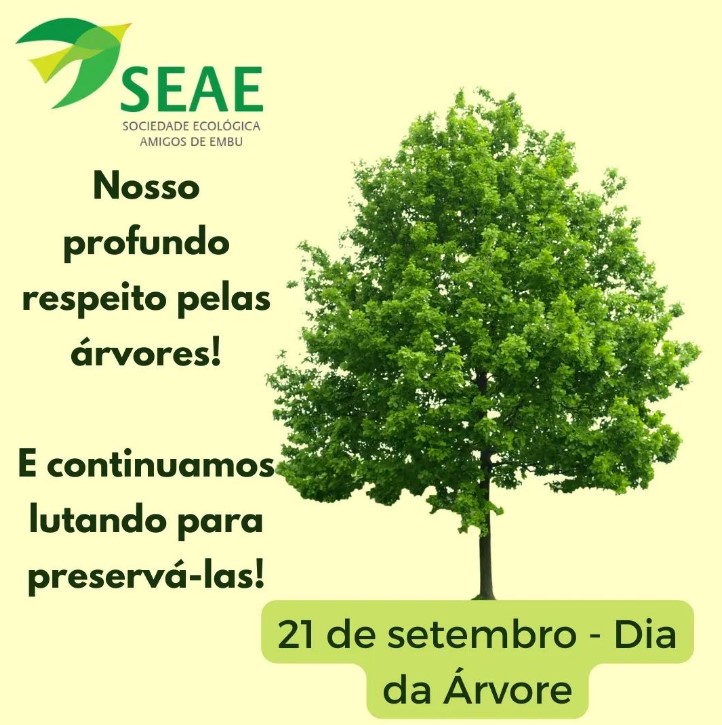 SEAE
SOCIEDADE ECOLÓGICA
AMIGOS DE EMBU
Nosso
profundo
respeito pelas
árvores!
E continuamos
lutando para
preservá-las!
21 de setembro - Dia
da Árvore